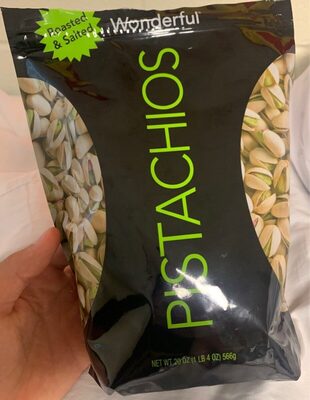 Roasted
& Salted
Wonderful
PISTACHIOS
NET WT. 20 OZ (1 LB 4 OZ) 566g